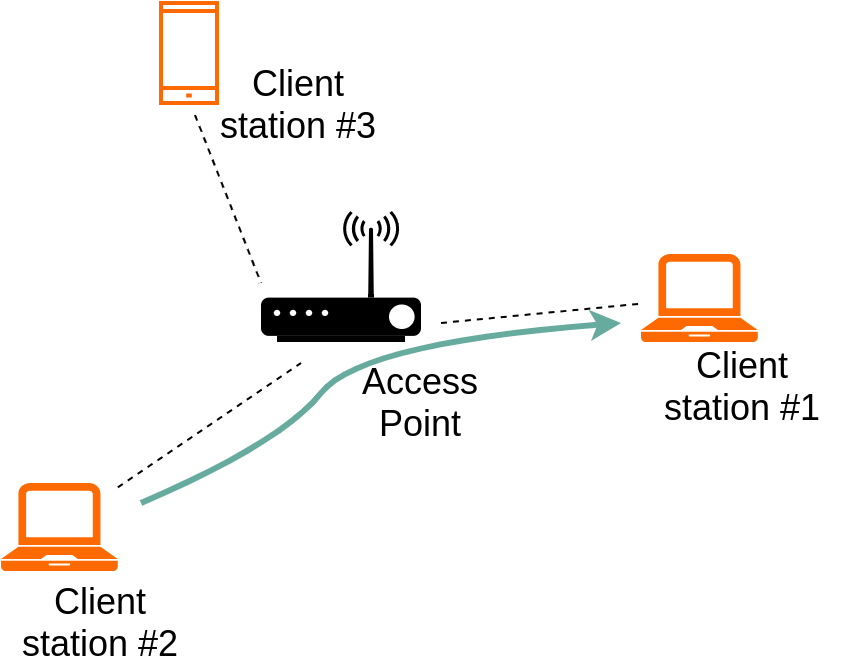 Client
station #3
Access
Point
Client
station #1
Client
station #2